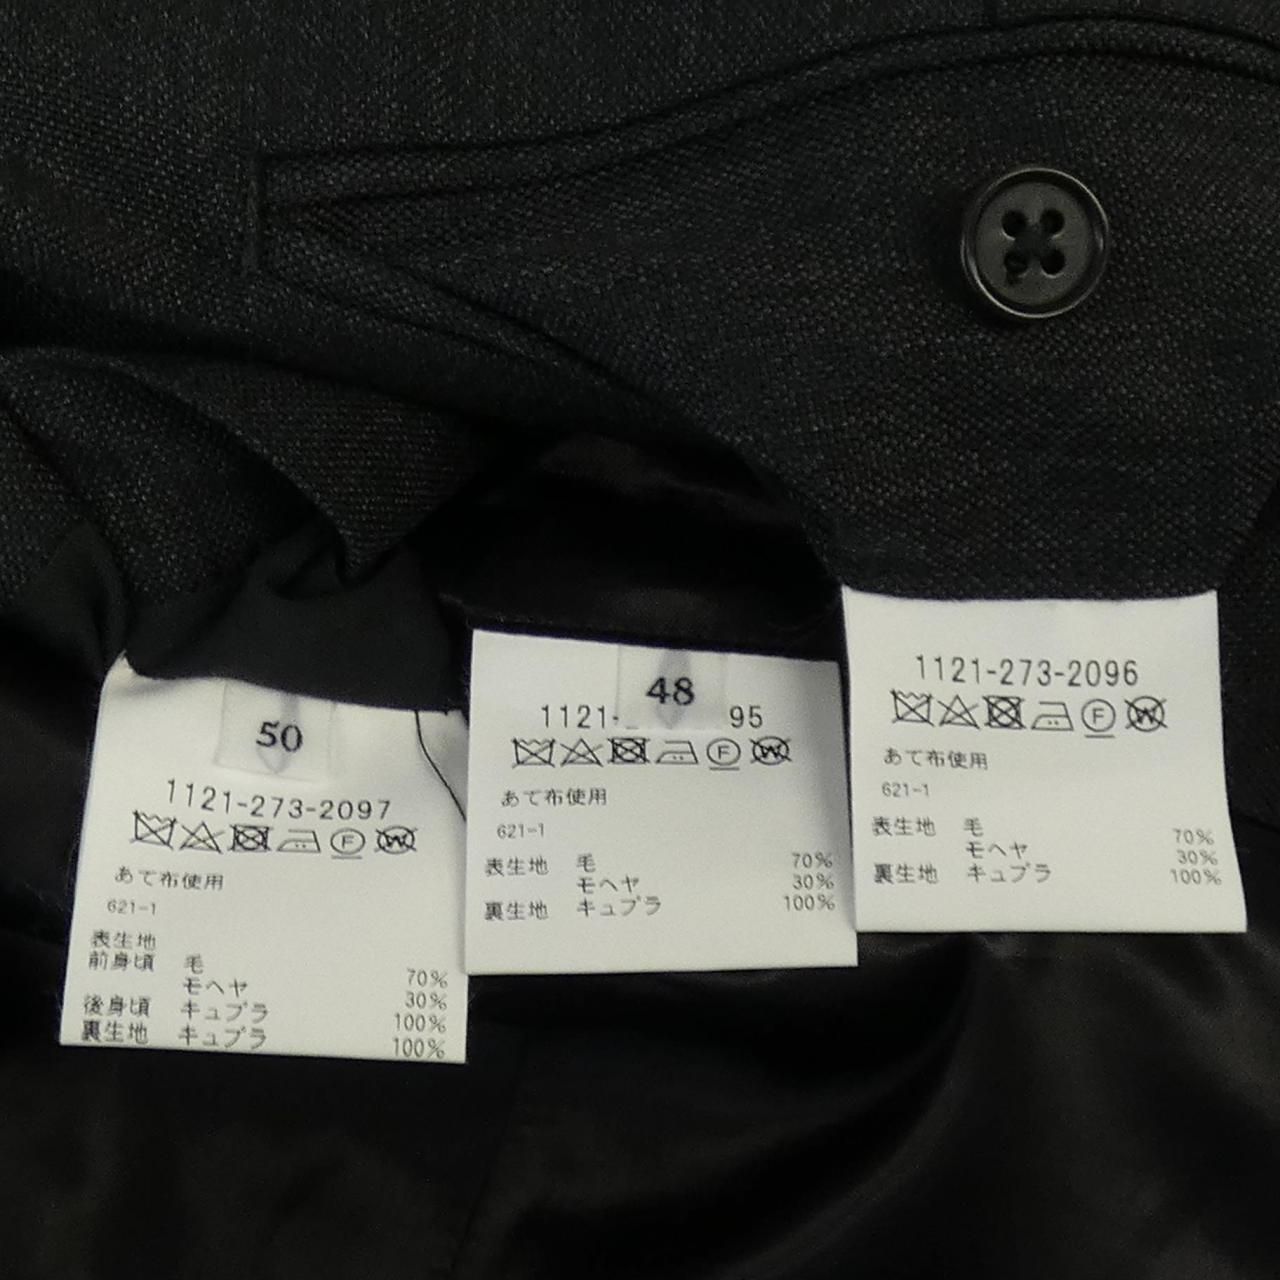 50
1121-273-2097
F
W
あて布使用
621-1
表生地
前身頃 毛 70%
モヘヤ 30%
後身頃 キュプラ 100%
裏生地 キュプラ 100%
48
1121- 95
F
W
あて布使用
621-1
表生地 毛 70%
モヘヤ 30%
裏生地 キュプラ 100%
1121-273-2096
F
W
あて布使用
621-1
表生地 毛 70%
モヘヤ 30%
裏生地 キュプラ 100%